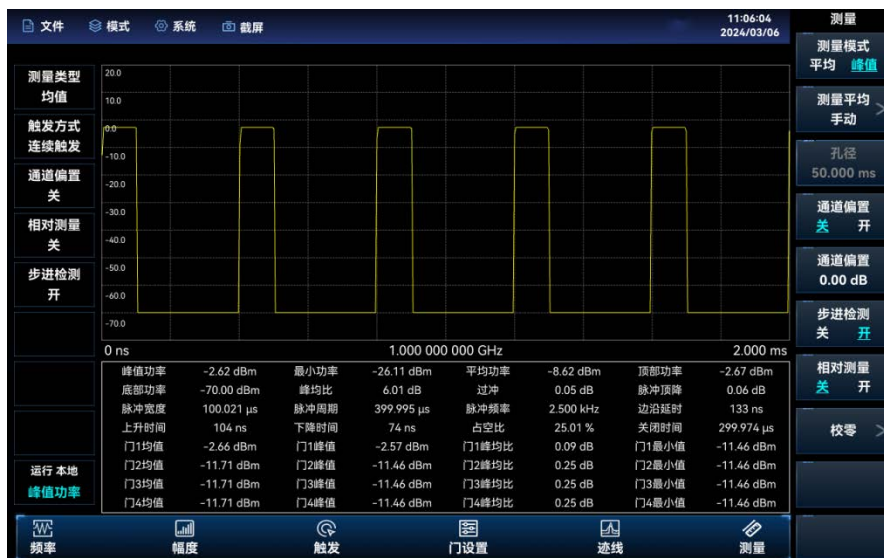 文件 模式 系统 截屏 11:06:04 测量
2024/03/06
测量类型
均值
触发方式
连续触发
通道偏置
关
相对测量
关
步进检测
开
运行 本地
峰值功率
20.0
10.0
0.0
-10.0
-20.0
-30.0
-40.0
-50.0
-60.0
-70.0
0 ns 1.000 000 000 GHz 2.000 ms
峰值功率 -2.62 dBm 最小功率 -26.11 dBm 平均功率 -8.62 dBm 顶部功率 -2.67 dBm
底部功率 -70.00 dBm 峰均比 6.01 dB 过冲 0.05 dB 脉冲顶降 0.06 dB
脉冲宽度 100.021 μs 脉冲周期 399.995 μs 脉冲频率 2.500 kHz 边沿延时 133 ns
上升时间 104 ns 下降时间 74 ns 占空比 25.01 % 关闭时间 299.974 μs
门1均值 -2.66 dBm 门1峰值 -2.57 dBm 门1峰均比 0.09 dB 门1最小值 -11.46 dBm
门2均值 -11.71 dBm 门2峰值 -11.46 dBm 门2峰均比 0.25 dB 门2最小值 -11.46 dBm
门3均值 -11.71 dBm 门3峰值 -11.46 dBm 门3峰均比 0.25 dB 门3最小值 -11.46 dBm
门4均值 -11.71 dBm 门4峰值 -11.46 dBm 门4峰均比 0.25 dB 门4最小值 -11.46 dBm
测量模式
平均 峰值
测量平均
手动
孔径
50.000 ms
通道偏置
关 开
通道偏置
0.00 dB
步进检测
关 开
相对测量
关 开
校零
频率 幅度 触发 门设置 迹线 测量